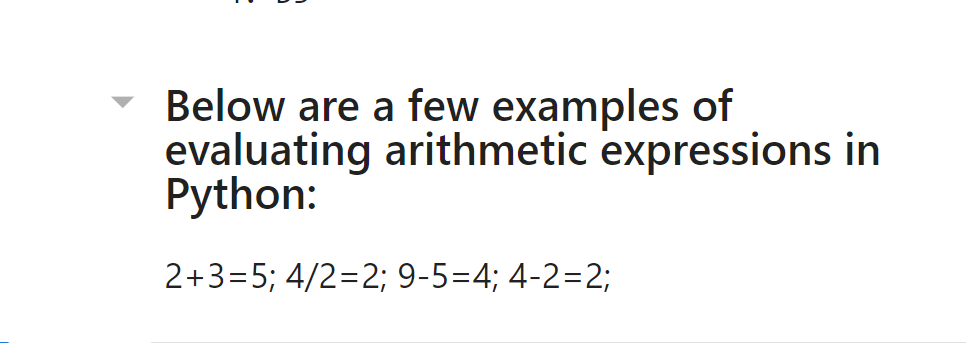 Below are a few examples of
evaluating arithmetic expressions in
Python:
2+3=5; 4/2=2; 9-5=4; 4-2=2;